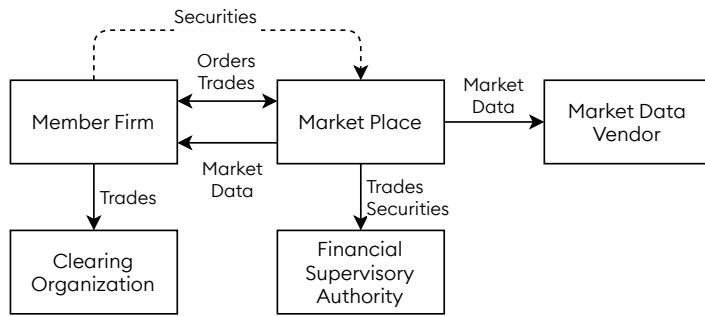 Securities
Orders
Trades
Member Firm
Market Place
Market
Data
Market Data
Vendor
Market
Data
Trades
Trades
Securities
Clearing
Organization
Financial
Supervisory
Authority